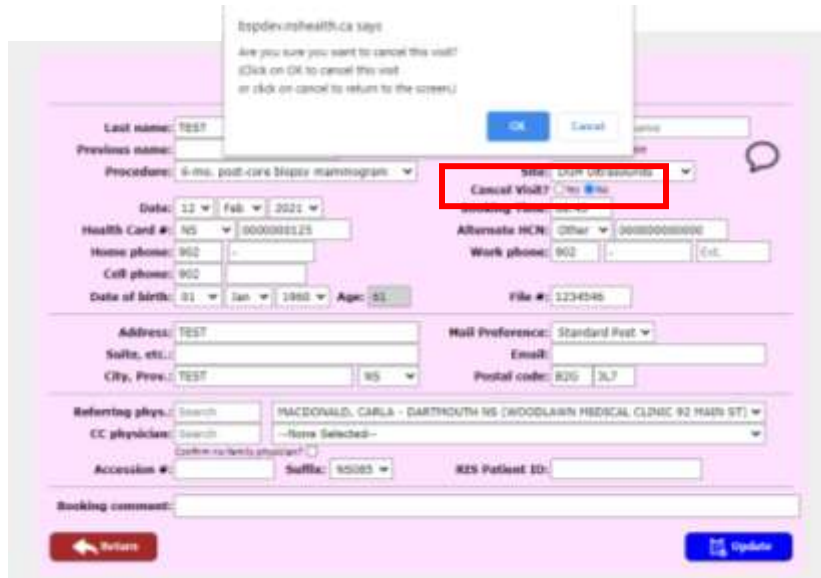 bspdev.nshealth.ca says
Are you sure you want to cancel this visit?
(Click on OK to cancel this visit
or click on cancel to return to the screen.)
OK Cancel
Last name: TEST
Previous name:
Procedure: 6-mo. post-core biopsy mammogram Site: DGH Ultrasounds
Cancel Visit? Yes No
Date: 12 Feb 2021 Booking Time:
Health Card #: NS 0000000125 Alternate HCN: Other 000000000000
Home phone: 902 - Work phone: 902 - Ext.
Cell phone: 902
Date of birth: 01 Jan 1960 Age: 61 File #: 1234546
Address: TEST Mail Preference: Standard Post
Suite, etc.: Email:
City, Prov.: TEST NS Postal code: B2G 3L7
Referring phys.: Search MACDONALD, CARLA - DARTMOUTH NS (WOODLAWN MEDICAL CLINIC 92 MAIN ST)
CC physician: Search --None Selected--
Confirm no family physician?
Accession #: Suffix: NS085 RIS Patient ID:
Booking comment:
Return Update